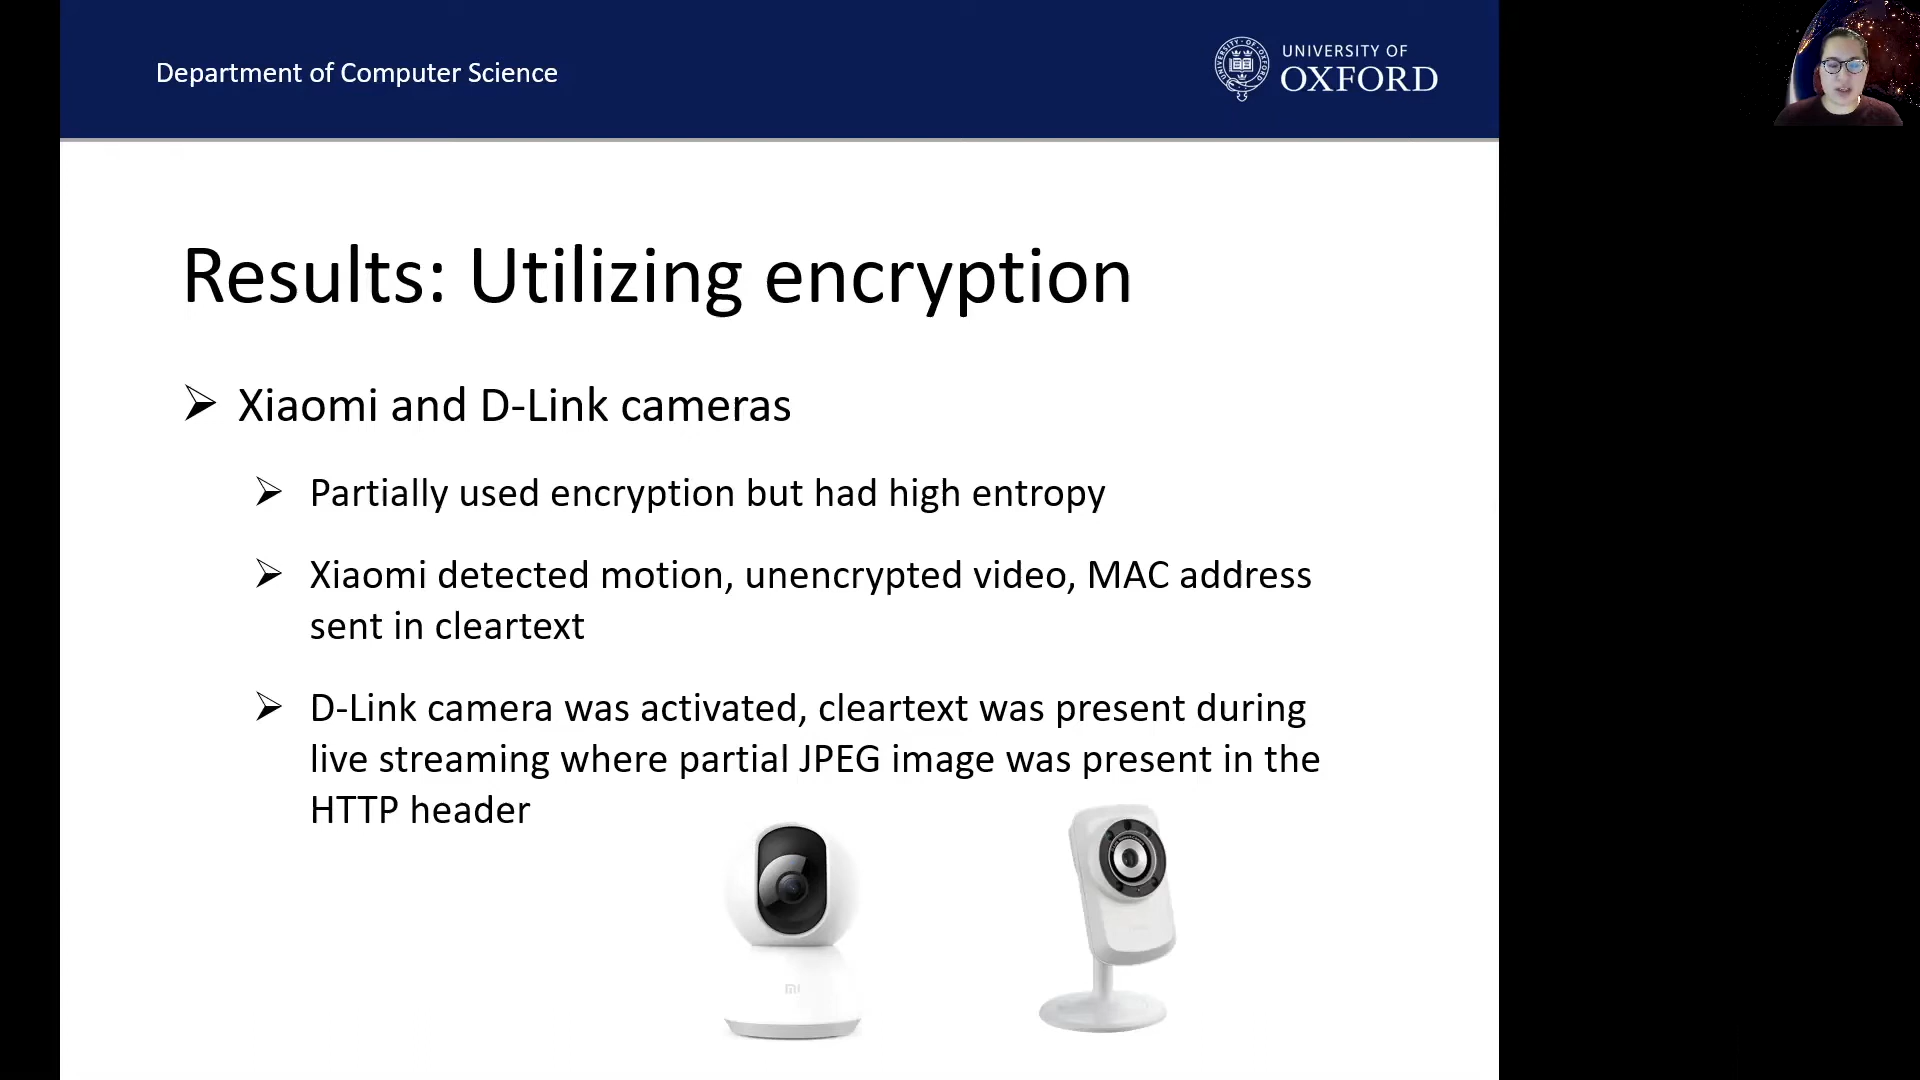 Department of Computer Science
UNIVERSITY OF
OXFORD
Results: Utilizing encryption
Xiaomi and D-Link cameras
Partially used encryption but had high entropy
Xiaomi detected motion, unencrypted video, MAC address
sent in cleartext
D-Link camera was activated, cleartext was present during
live streaming where partial JPEG image was present in the
HTTP header
mi